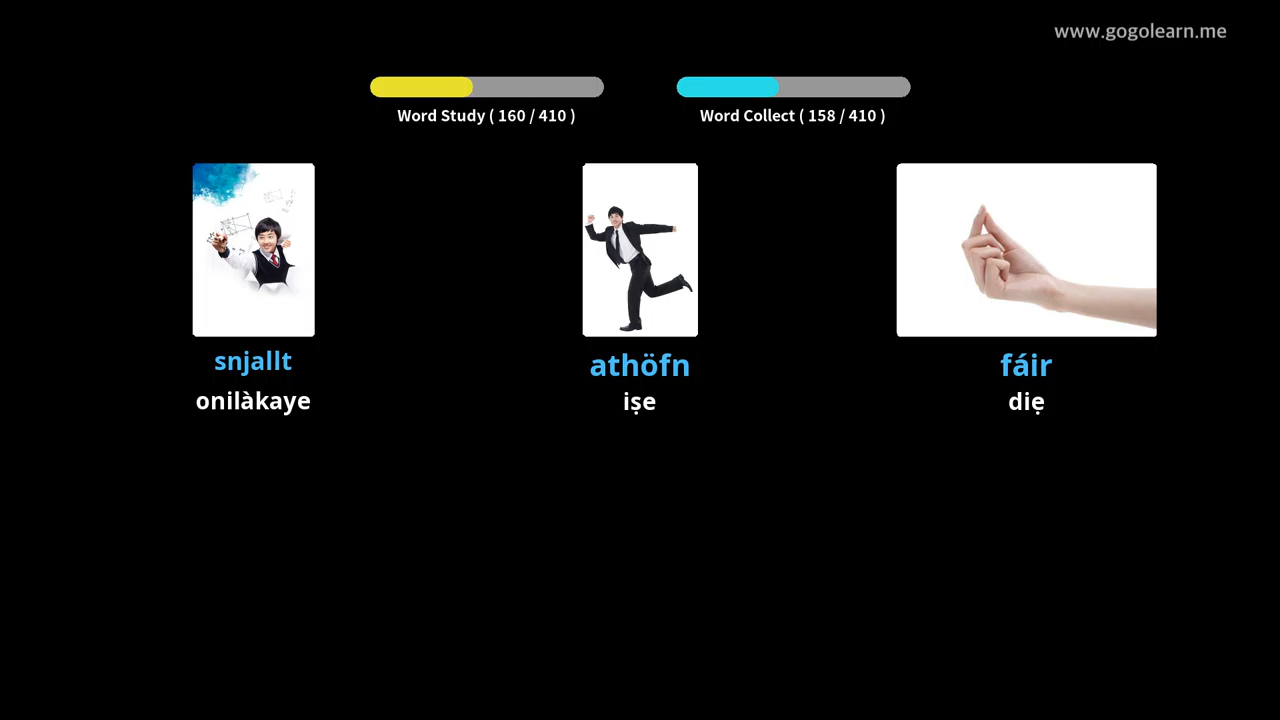 www.gogolearn.me
Word Study ( 160 / 410 )
Word Collect ( 158 / 410 )
snjallt
onilàkaye
athöfn
iṣe
fáir
diẹ